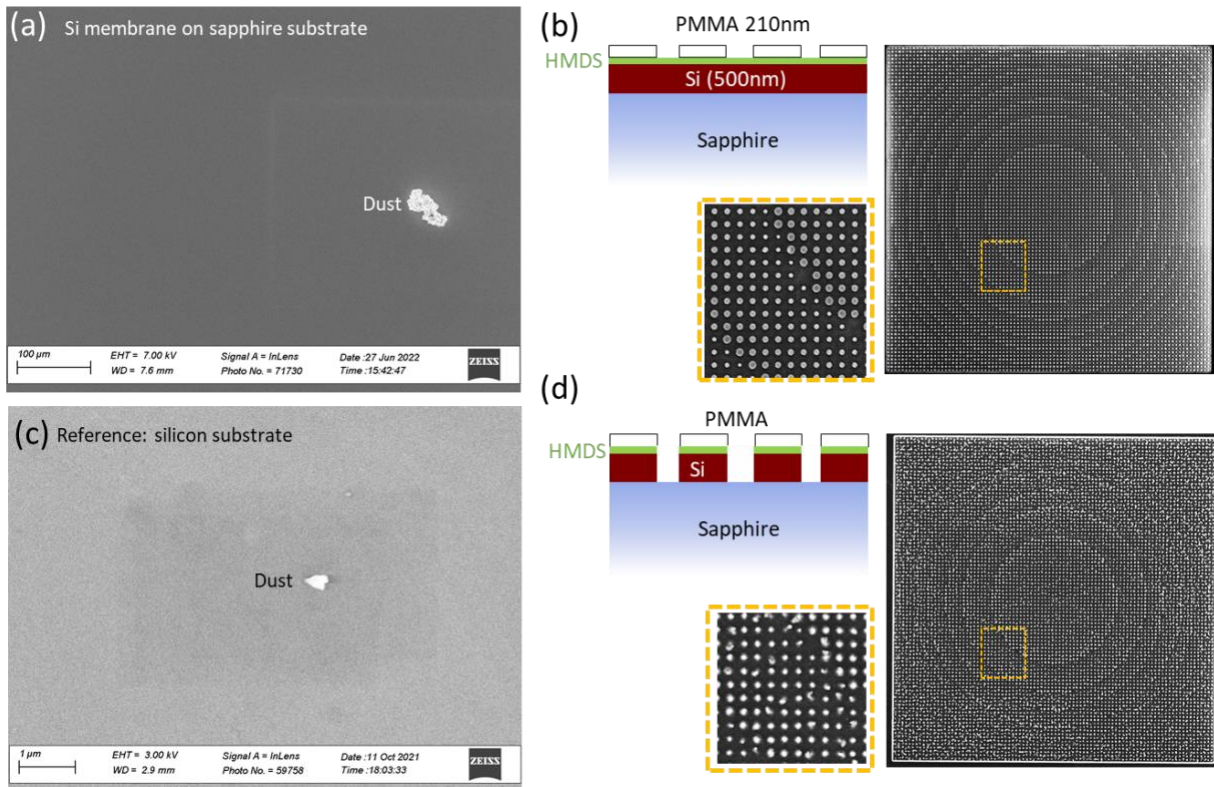 (a) Si membrane on sapphire substrate
Dust
100 µm
EHT = 7.00 kV
WD = 7.6 mm
Signal A = InLens
Photo No. = 71730
Date :27 Jun 2022
Time :15:42:47
ZEISS
(b)
PMMA 210nm
HMDS
Si (500nm)
Sapphire
(c) Reference: silicon substrate
Dust
1 µm
EHT = 3.00 kV
WD = 2.9 mm
Signal A = InLens
Photo No. = 59758
Date :11 Oct 2021
Time :18:03:33
ZEISS
(d)
PMMA
HMDS
Si
Sapphire